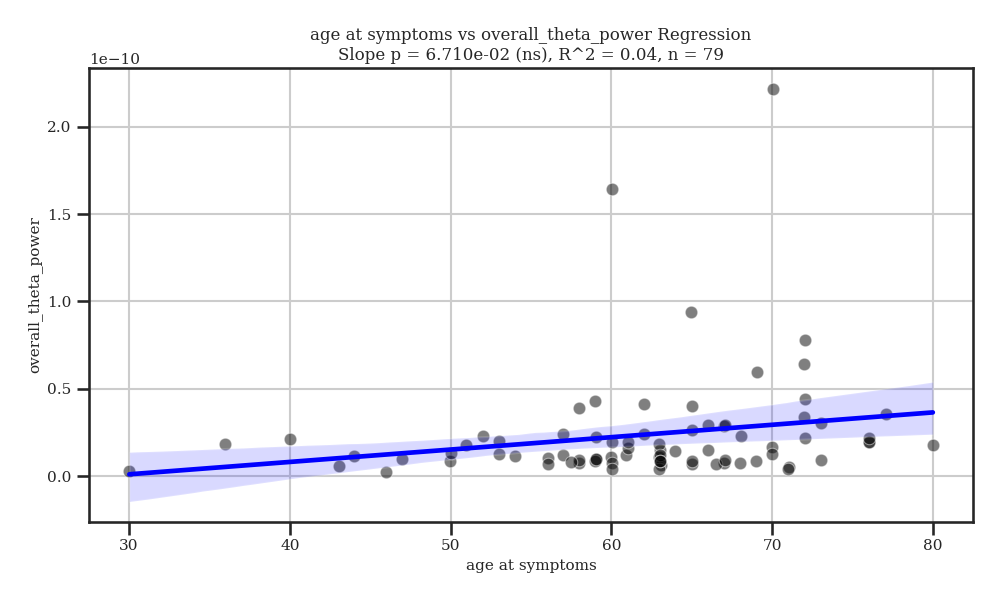 age at symptoms vs overall_theta_power Regression
Slope p = 6.710e-02 (ns), R^2 = 0.04, n = 79
1e−10
2.0
1.5
1.0
0.5
0.0
overall_theta_power
30 40 50 60 70 80
age at symptoms